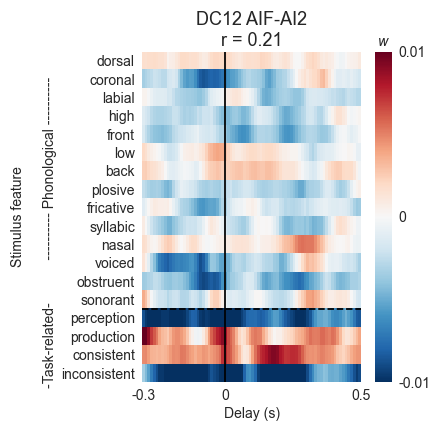 DC12 AIF-AI2
r = 0.21
w
dorsal
coronal
labial
high
front
low
back
plosive
fricative
syllabic
nasal
voiced
obstruent
sonorant
perception
production
consistent
inconsistent
Stimulus feature
---------- Phonological ----------
-Task-related-
0.01
0
-0.01
-0.3
0
0.5
Delay (s)